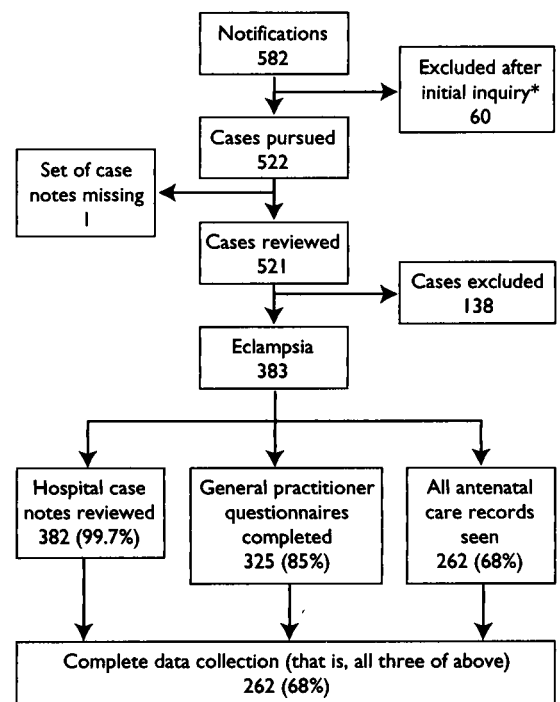 Notifications
582
Excluded after
initial inquiry*
60
Cases pursued
522
Set of case
notes missing
1
Cases reviewed
521
Cases excluded
138
Eclampsia
383
Hospital case
notes reviewed
382 (99.7%)
General practitioner
questionnaires
completed
325 (85%)
All antenatal
care records
seen
262 (68%)
Complete data collection (that is, all three of above)
262 (68%)